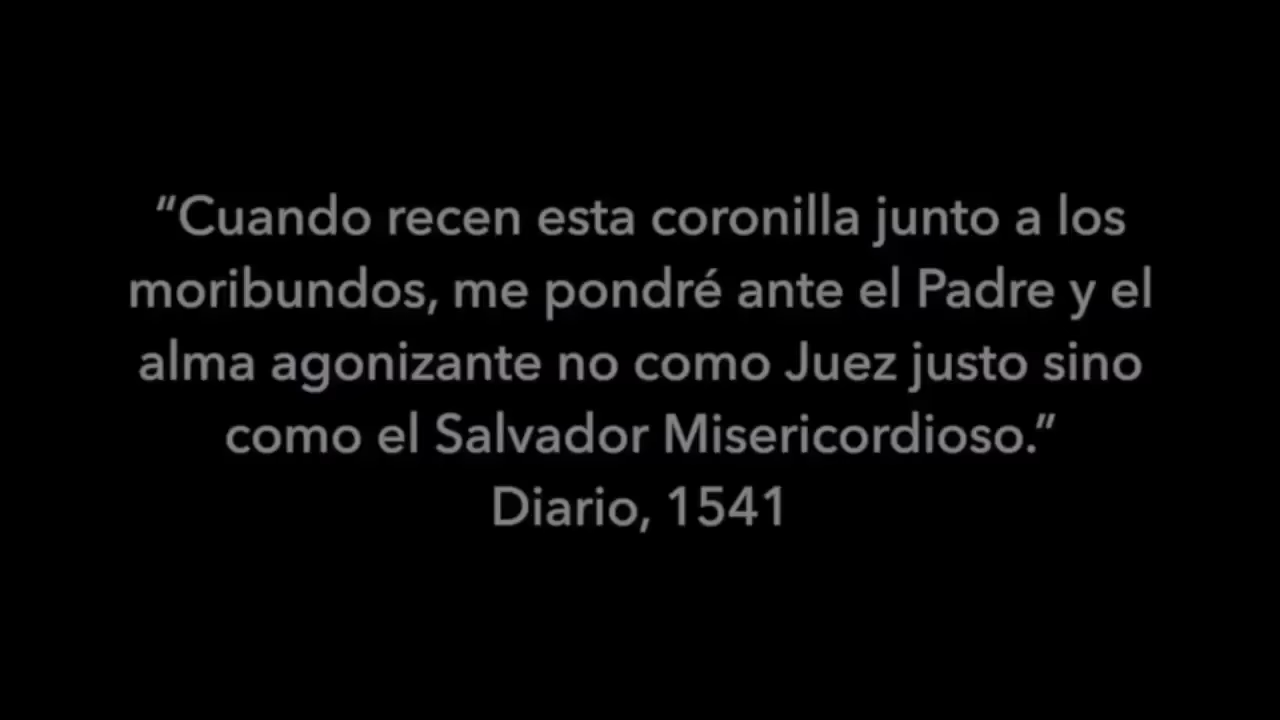 “Cuando recen esta coronilla junto a los
moribundos, me pondré ante el Padre y el
alma agonizante no como Juez justo sino
como el Salvador Misericordioso.”
Diario, 1541